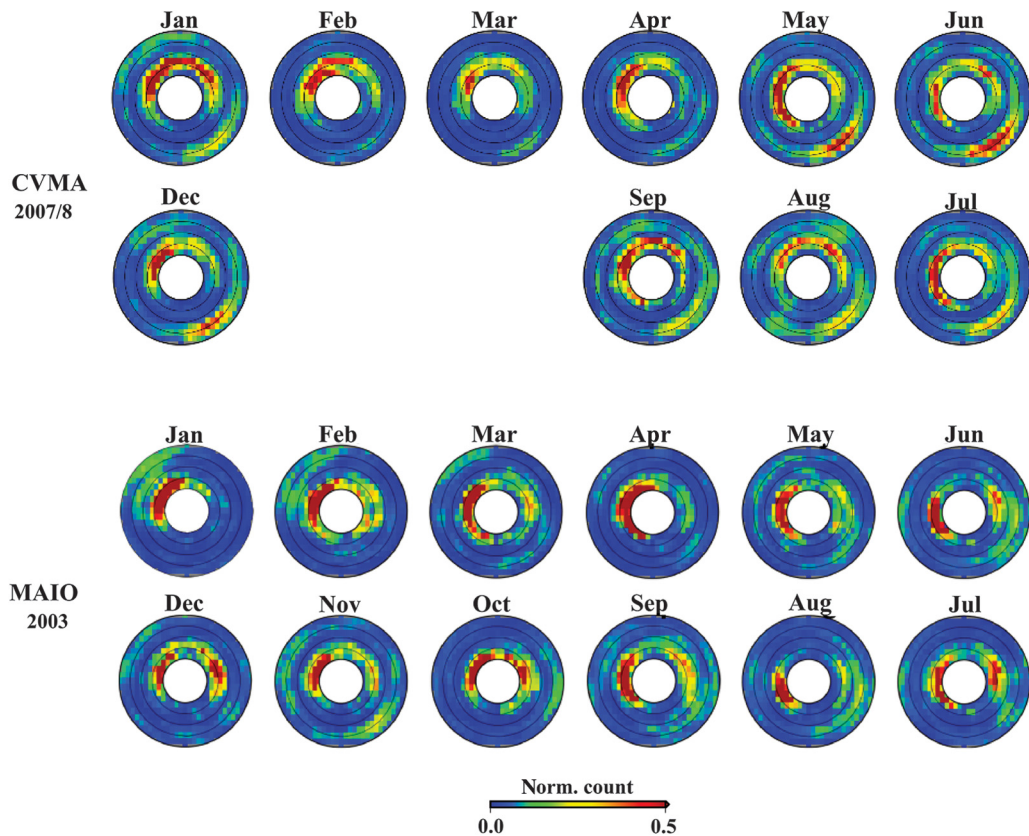 Jan Feb Mar Apr May Jun
CVMA
2007/8
Dec Sep Aug Jul
Jan Feb Mar Apr May Jun
MAIO
2003
Dec Nov Oct Sep Aug Jul
Norm. count
0.0 0.5